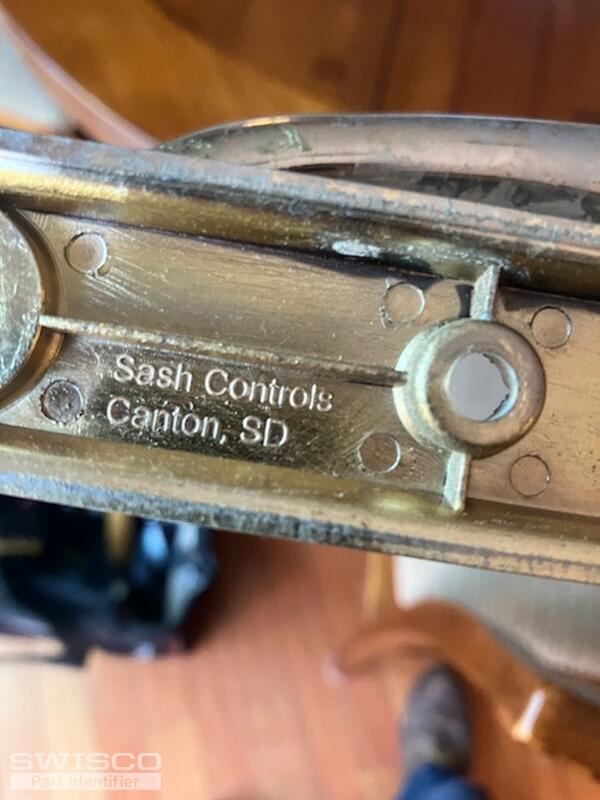 Sash Controls
Canton, SD
SWISCO
Part Identifier